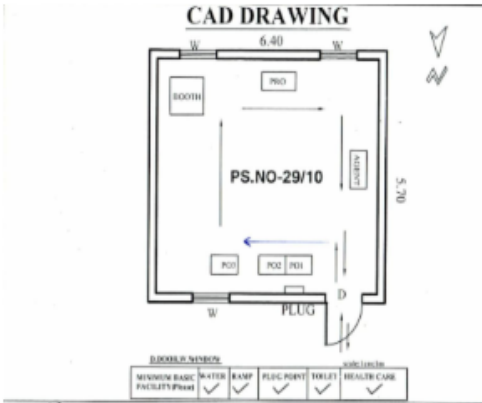 CAD DRAWING
W
6.40
W
BOOTH
PRO
AGENT
5.70
PS.NO-29/10
PO3
PO2
PO1
D
W
PLUG
D.DOOR,W.WINDOW
MINIMUM BASIC FACILITY(Please)
WATER
RAMP
PLUG POINT
TOILET
HEALTH CARE
N